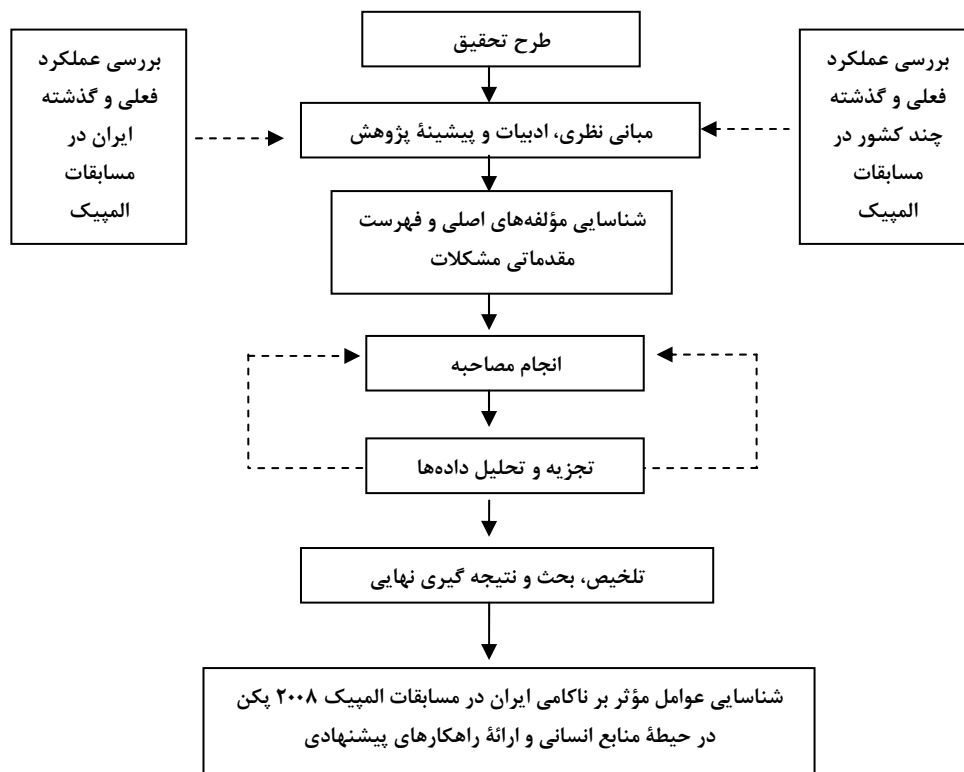 طرح تحقیق
بررسی عملکرد
فعلی و گذشته
چند کشور در
مسابقات
المپیک
بررسی عملکرد
فعلی و گذشته
ایران در
مسابقات
المپیک
مبانی نظری، ادبیات و پیشینۀ پژوهش
شناسایی مؤلفه‌های اصلی و فهرست
مقدماتی مشکلات
انجام مصاحبه
تجزیه و تحلیل داده‌ها
تلخیص، بحث و نتیجه گیری نهایی
شناسایی عوامل مؤثر بر ناکامی ایران در مسابقات المپیک ۲۰۰۸ پکن
در حیطۀ منابع انسانی و ارائۀ راهکارهای پیشنهادی